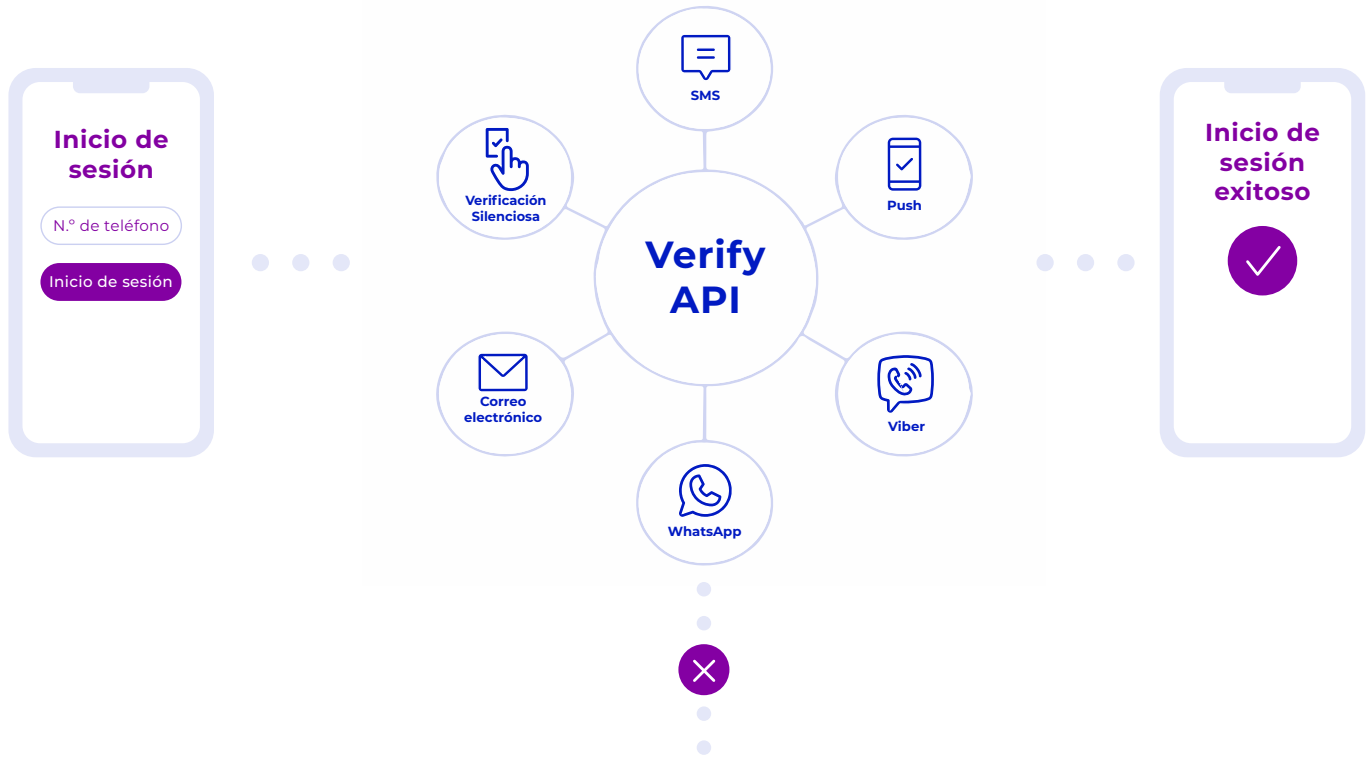 Inicio de
sesión
N.º de teléfono
Inicio de sesión
SMS
Verificación
Silenciosa
Push
Verify
API
Correo
electrónico
Viber
WhatsApp
Inicio de
sesión
exitoso